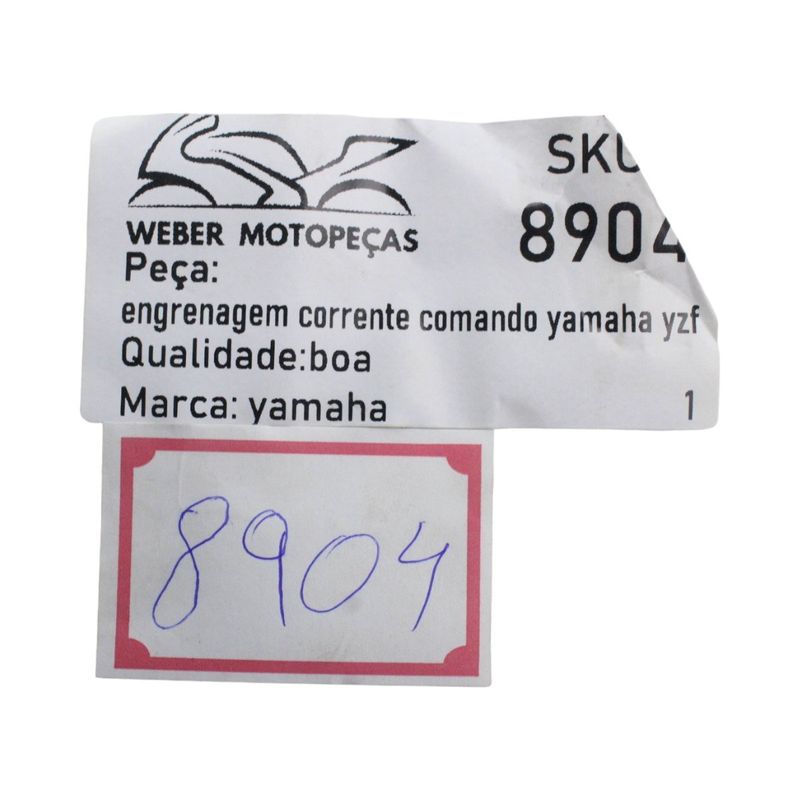 SKU
8904
WEBER MOTOPEÇAS
Peça:
engrenagem corrente comando yamaha yzf
Qualidade:boa
Marca: yamaha 1
8904